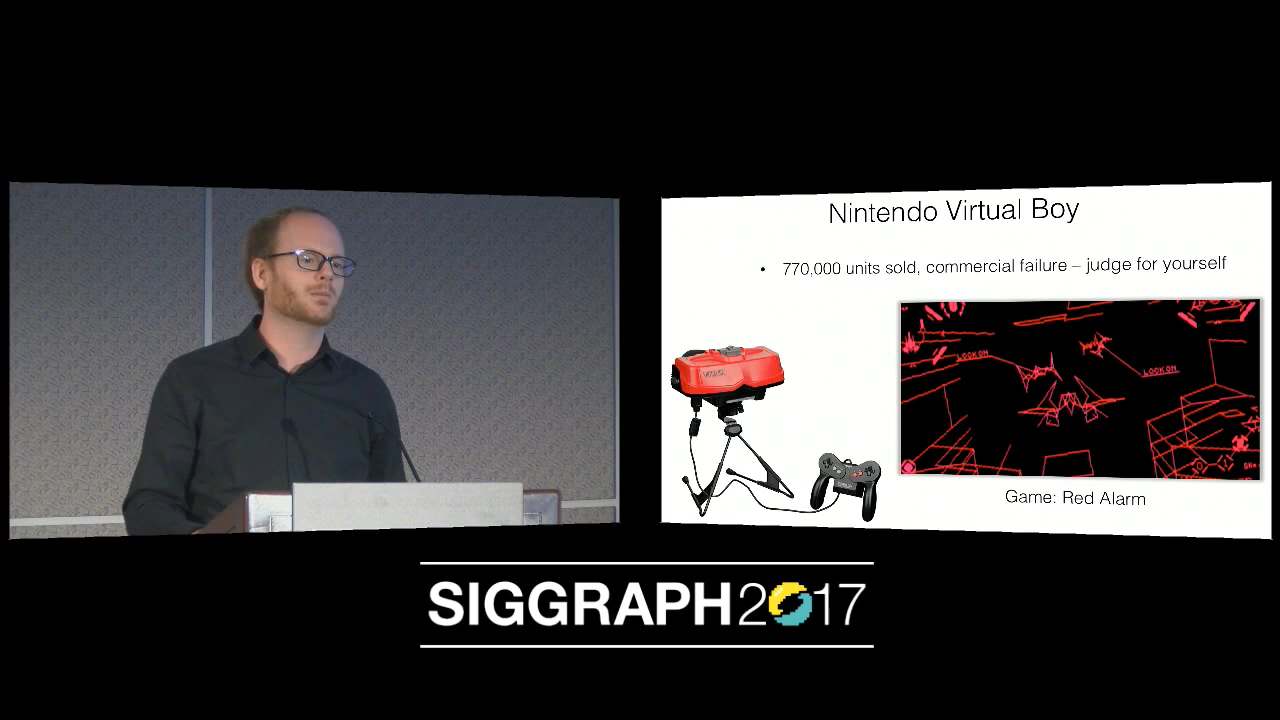 Nintendo Virtual Boy
• 770,000 units sold, commercial failure – judge for yourself
LOCK ON
LOCK ON
Game: Red Alarm
SIGGRAPH2017